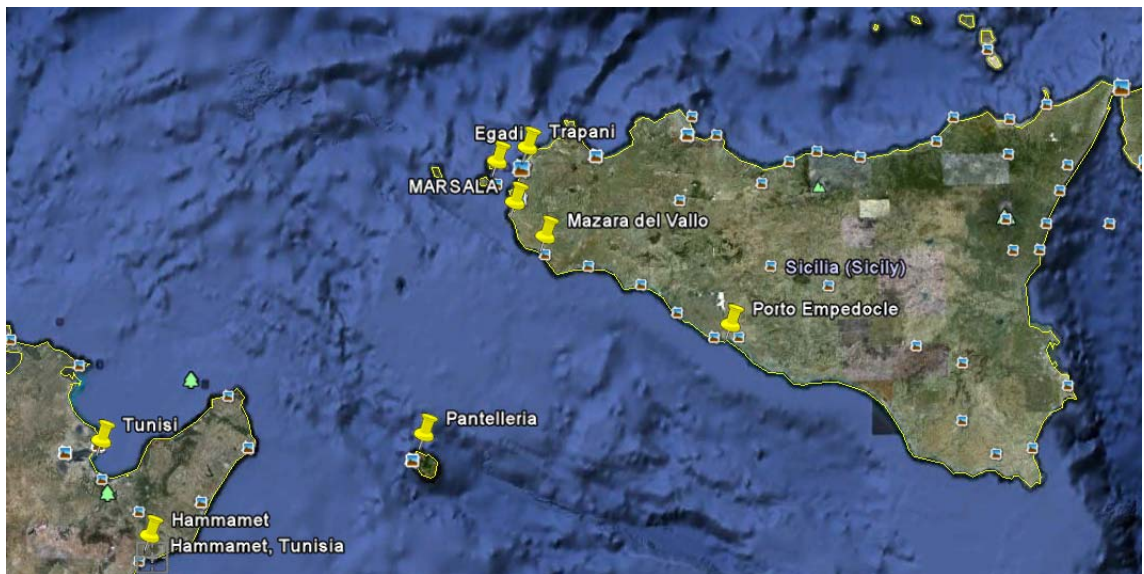 Egadi
Trapani
MARSALA
Mazara del Vallo
Sicilia (Sicily)
Porto Empedocle
Pantelleria
Tunisi
Hammamet
Hammamet, Tunisia